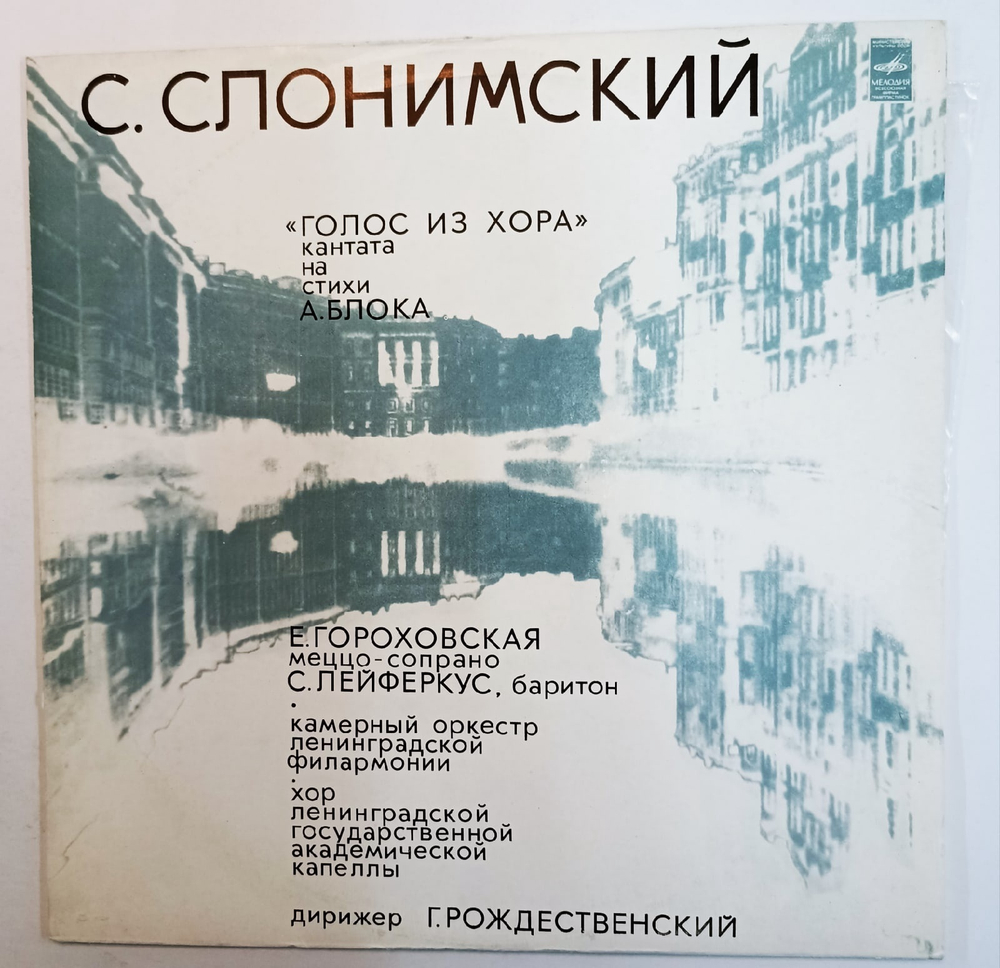 С. СЛОНИМСКИЙ
МЕЛОДИЯ
«ГОЛОС ИЗ ХОРА»
кантата
на
стихи
А.БЛОКА
Е.ГОРОХОВСКАЯ
меццо-сопрано
С.ЛЕЙФЕРКУС, баритон
камерный оркестр
ленинградской
филармонии
хор
ленинградской
государственной
академической
капеллы
дирижер Г.РОЖДЕСТВЕНСКИЙ